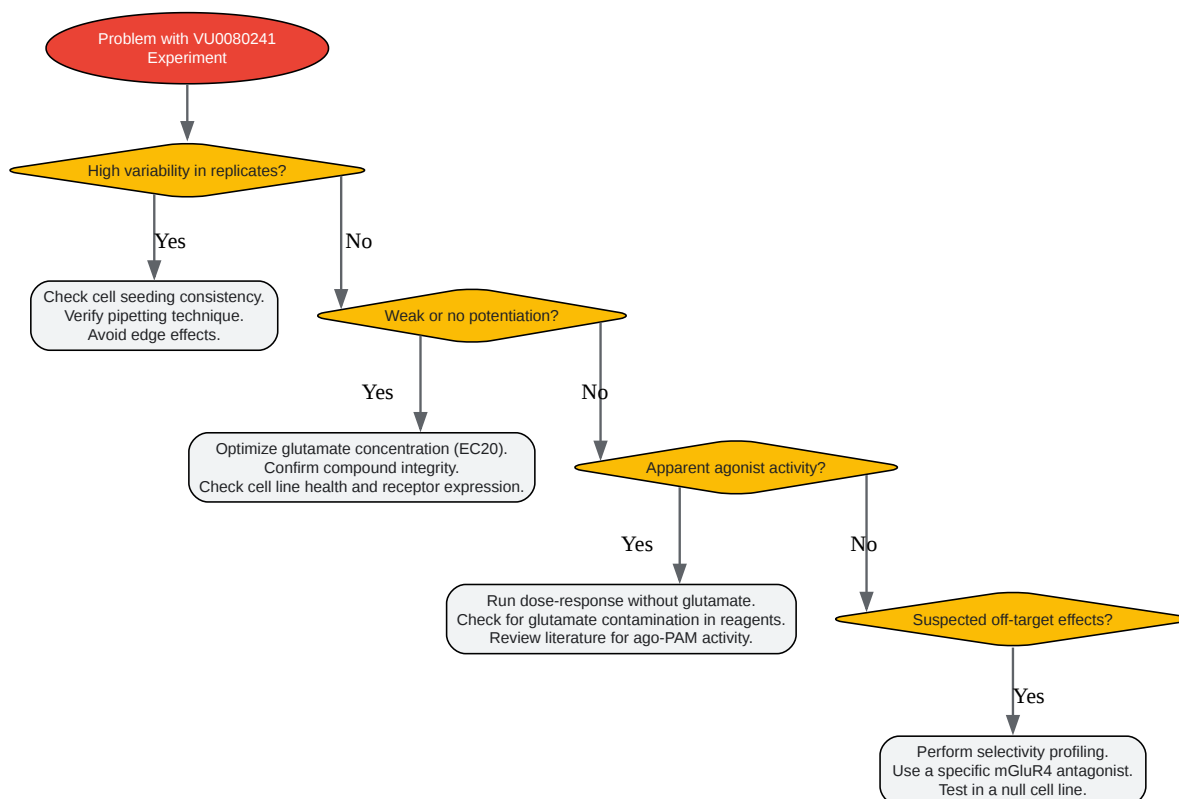 Problem with VU0080241
Experiment
High variability in replicates?
Yes
No
Check cell seeding consistency.
Verify pipetting technique.
Avoid edge effects.
Weak or no potentiation?
Yes
No
Optimize glutamate concentration (EC20).
Confirm compound integrity.
Check cell line health and receptor expression.
Apparent agonist activity?
Yes
No
Run dose-response without glutamate.
Check for glutamate contamination in reagents.
Review literature for ago-PAM activity.
Suspected off-target effects?
Yes
Perform selectivity profiling.
Use a specific mGluR4 antagonist.
Test in a null cell line.